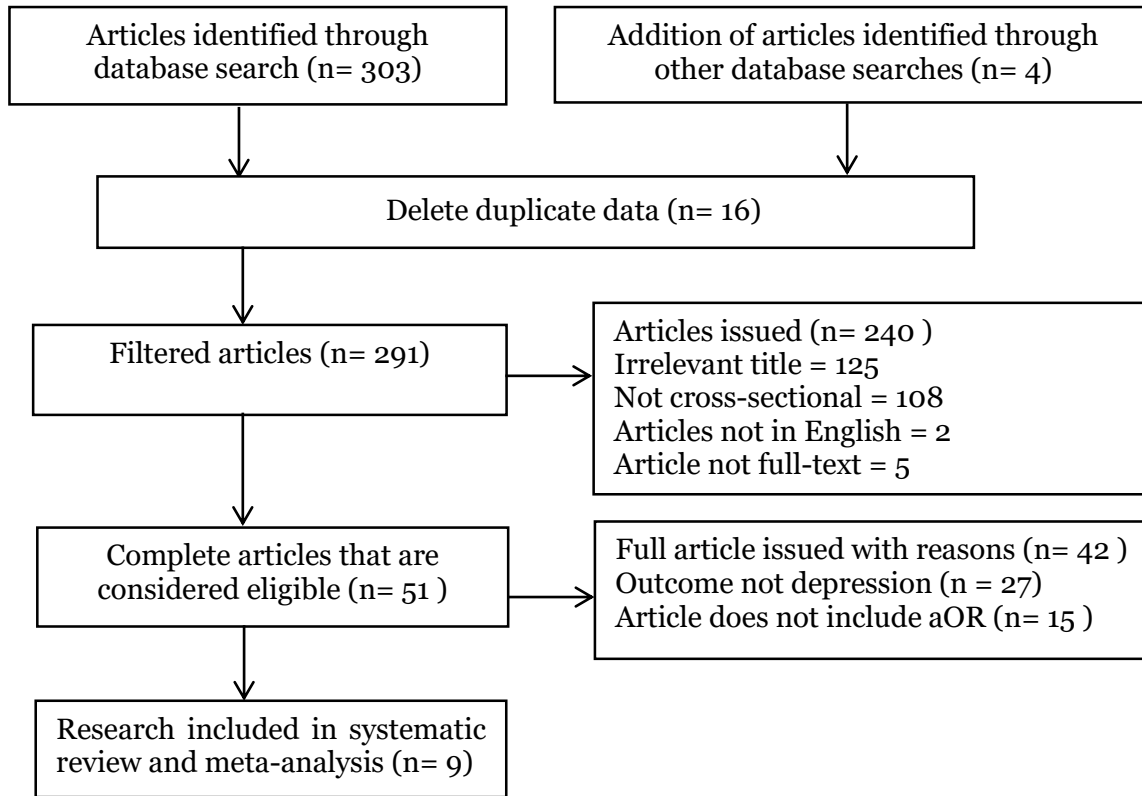 Articles identified through
database search (n= 303)
Addition of articles identified through
other database searches (n= 4)
Delete duplicate data (n= 16)
Filtered articles (n= 291)
Articles issued (n= 240 )
Irrelevant title = 125
Not cross-sectional = 108
Articles not in English = 2
Article not full-text = 5
Complete articles that are
considered eligible (n= 51 )
Full article issued with reasons (n= 42 )
Outcome not depression (n = 27)
Article does not include aOR (n= 15 )
Research included in systematic
review and meta-analysis (n= 9)